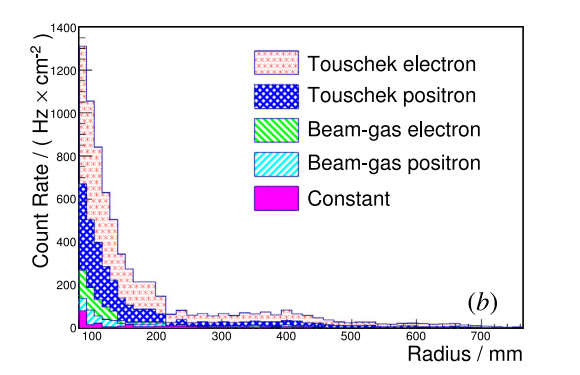 1400
1200
1000
800
600
400
200
0
Count Rate / ( Hz × cm⁻² )
Touschek electron
Touschek positron
Beam-gas electron
Beam-gas positron
Constant
(b)
100 200 300 400 500 600 700
Radius / mm